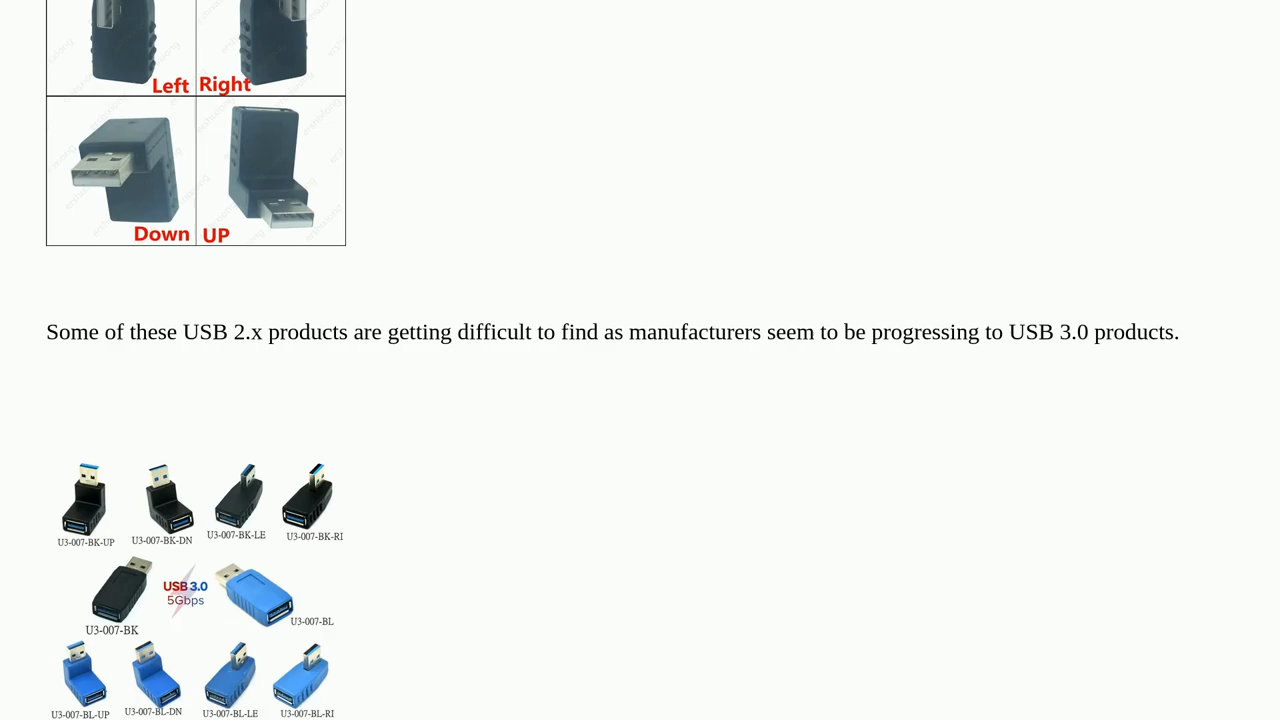 Left Right
Down UP
Some of these USB 2.x products are getting difficult to find as manufacturers seem to be progressing to USB 3.0 products.
U3-007-BK-UP U3-007-BK-DN U3-007-BK-LE U3-007-BK-RI
USB 3.0
5Gbps
U3-007-BK U3-007-BL
U3-007-BL-UP U3-007-BL-DN U3-007-BL-LE U3-007-BL-RI